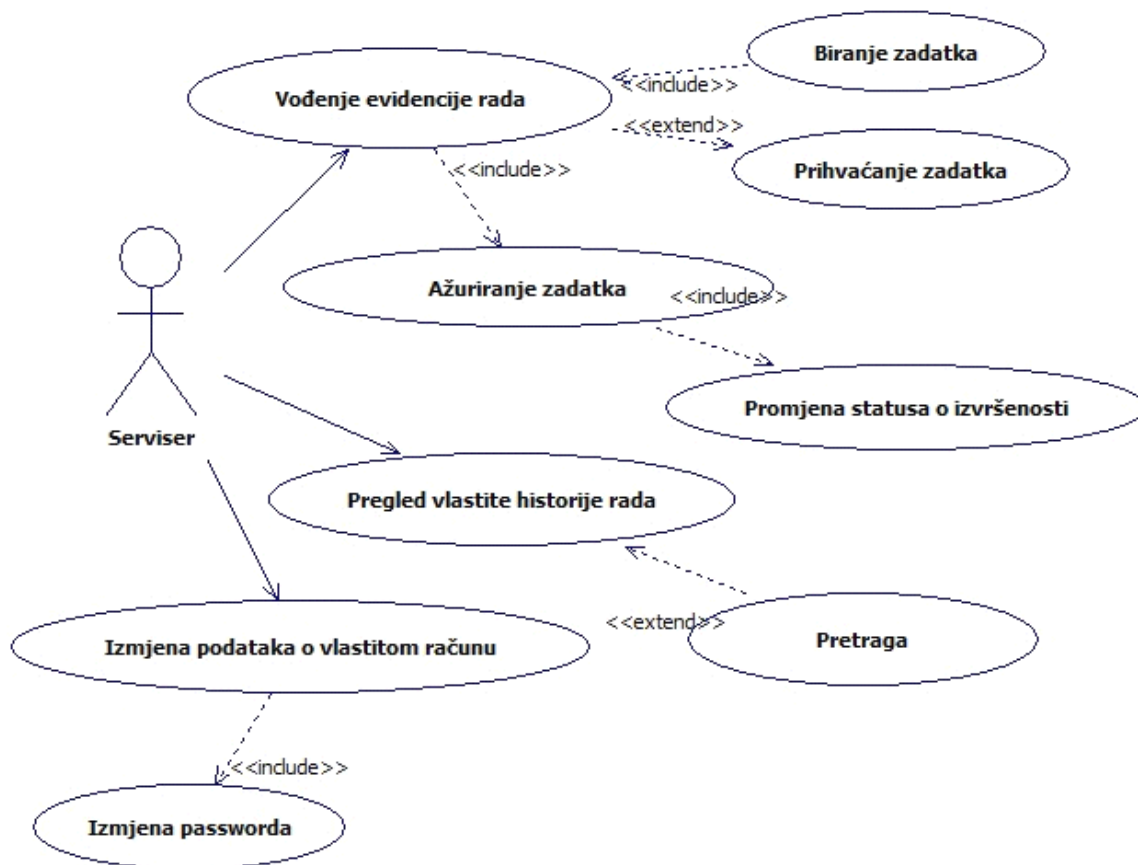 Biranje zadatka
Vođenje evidencije rada
<<include>>
<<extend>>
Prihvaćanje zadatka
<<include>>
Ažuriranje zadatka
<<include>>
Promjena statusa o izvršenosti
Serviser
Pregled vlastite historije rada
<<extend>>
Pretraga
Izmjena podataka o vlastitom računu
<<include>>
Izmjena passworda